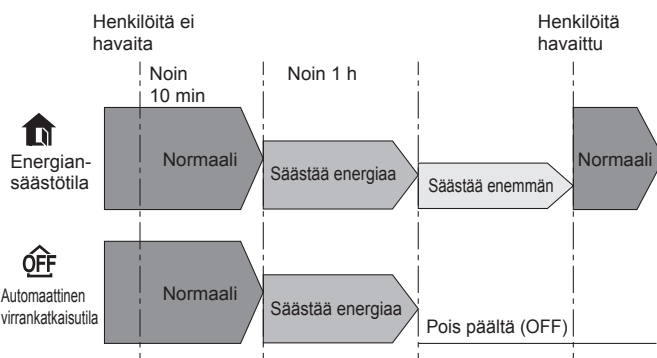 Henkilöitä ei
havaita
Henkilöitä
havaittu
Noin
10 min
Noin 1 h
Energian-
säästötila
Normaali
Säästää energiaa
Säästää enemmän
Normaali
OFF
Automaattinen
virrankatkaisutila
Normaali
Säästää energiaa
Pois päältä (OFF)